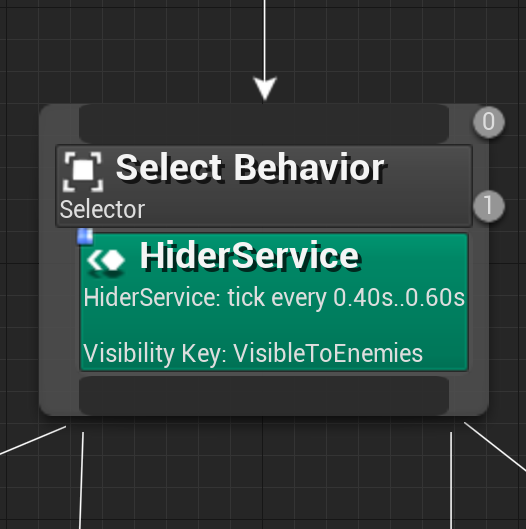 0
Select Behavior
Selector
1
HiderService
HiderService: tick every 0.40s..0.60s
Visibility Key: VisibleToEnemies